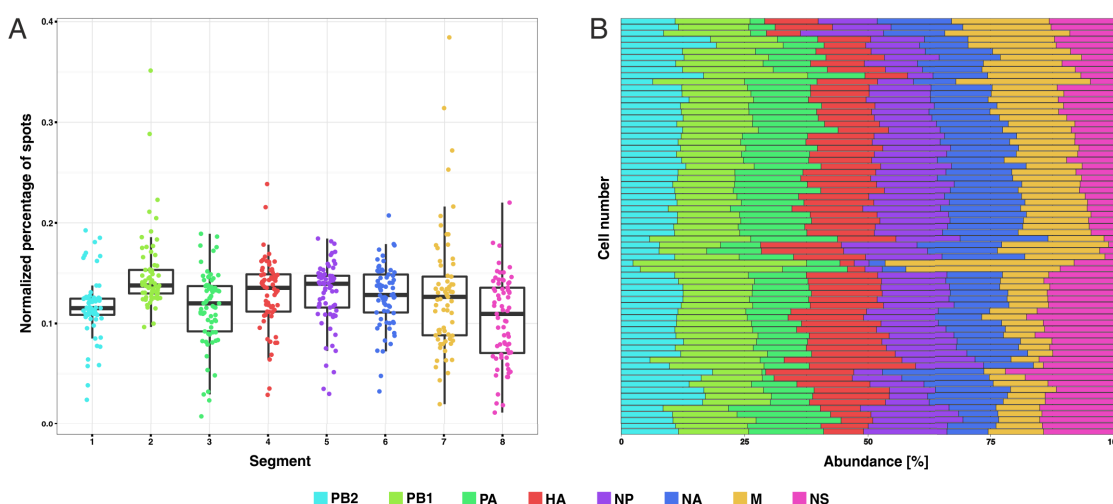 A
B
0.4
0.3
0.2
0.1
0.0
Normalized percentage of spots
1 2 3 4 5 6 7 8
Segment
Cell number
0 25 50 75 10
Abundance [%]
PB2 PB1 PA HA NP NA M NS